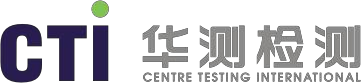 CTi 华测检测
CENTRE TESTING INTERNATIONAL